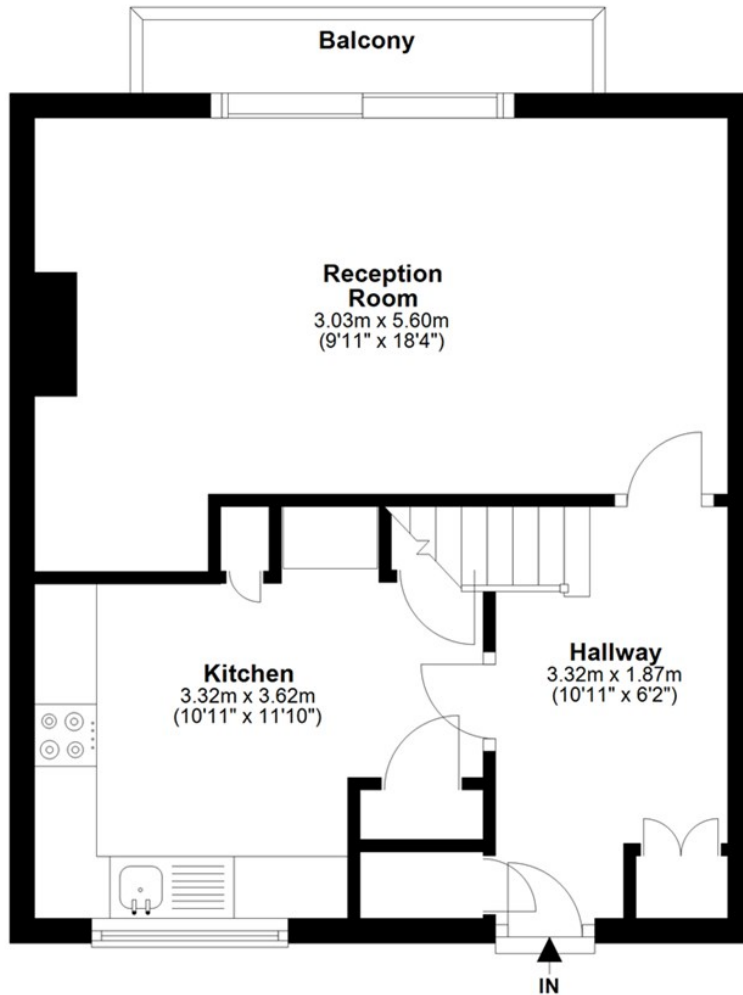 Balcony
Reception
Room
3.03m x 5.60m
(9'11" x 18'4")
Kitchen
3.32m x 3.62m
(10'11" x 11'10")
Hallway
3.32m x 1.87m
(10'11" x 6'2")
IN